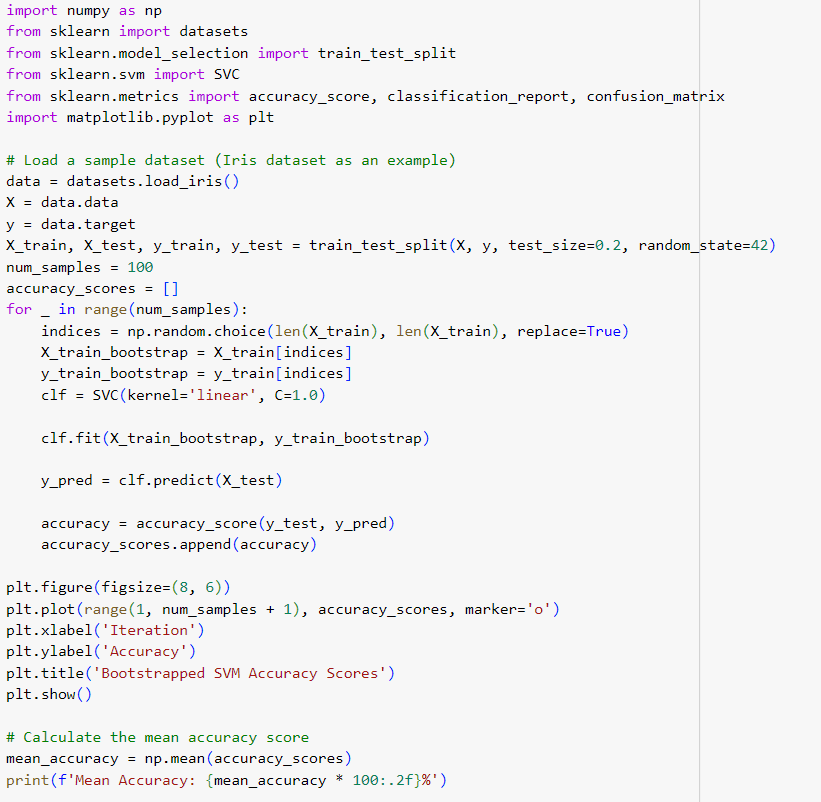 import numpy as np
from sklearn import datasets
from sklearn.model_selection import train_test_split
from sklearn.svm import SVC
from sklearn.metrics import accuracy_score, classification_report, confusion_matrix
import matplotlib.pyplot as plt

# Load a sample dataset (Iris dataset as an example)
data = datasets.load_iris()
X = data.data
y = data.target
X_train, X_test, y_train, y_test = train_test_split(X, y, test_size=0.2, random_state=42)
num_samples = 100
accuracy_scores = []
for _ in range(num_samples):
    indices = np.random.choice(len(X_train), len(X_train), replace=True)
    X_train_bootstrap = X_train[indices]
    y_train_bootstrap = y_train[indices]
    clf = SVC(kernel='linear', C=1.0)

    clf.fit(X_train_bootstrap, y_train_bootstrap)

    y_pred = clf.predict(X_test)

    accuracy = accuracy_score(y_test, y_pred)
    accuracy_scores.append(accuracy)

plt.figure(figsize=(8, 6))
plt.plot(range(1, num_samples + 1), accuracy_scores, marker='o')
plt.xlabel('Iteration')
plt.ylabel('Accuracy')
plt.title('Bootstrapped SVM Accuracy Scores')
plt.show()

# Calculate the mean accuracy score
mean_accuracy = np.mean(accuracy_scores)
print(f'Mean Accuracy: {mean_accuracy * 100:.2f}%')